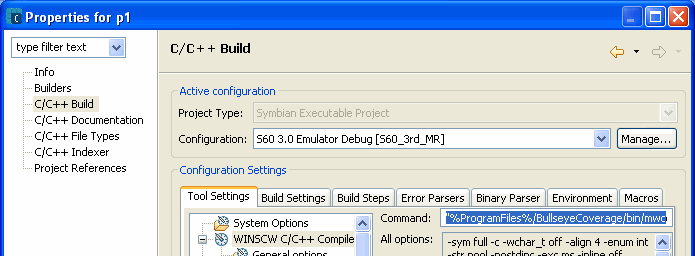 Properties for p1
type filter text
C/C++ Build
Info
Builders
C/C++ Build
C/C++ Documentation
C/C++ File Types
C/C++ Indexer
Project References
Active configuration
Project Type: Symbian Executable Project
Configuration: S60 3.0 Emulator Debug [S60_3rd_MR] Manage...
Configuration Settings
Tool Settings Build Settings Build Steps Error Parsers Binary Parser Environment Macros
System Options
WINSCW C/C++ Compile
General options
Command: "%ProgramFiles%/BullseyeCoverage/bin/mwc
All options: -sym full -c -wchar_t off -align 4 -enum int
-str pool -nostdinc -exc ms -inline off